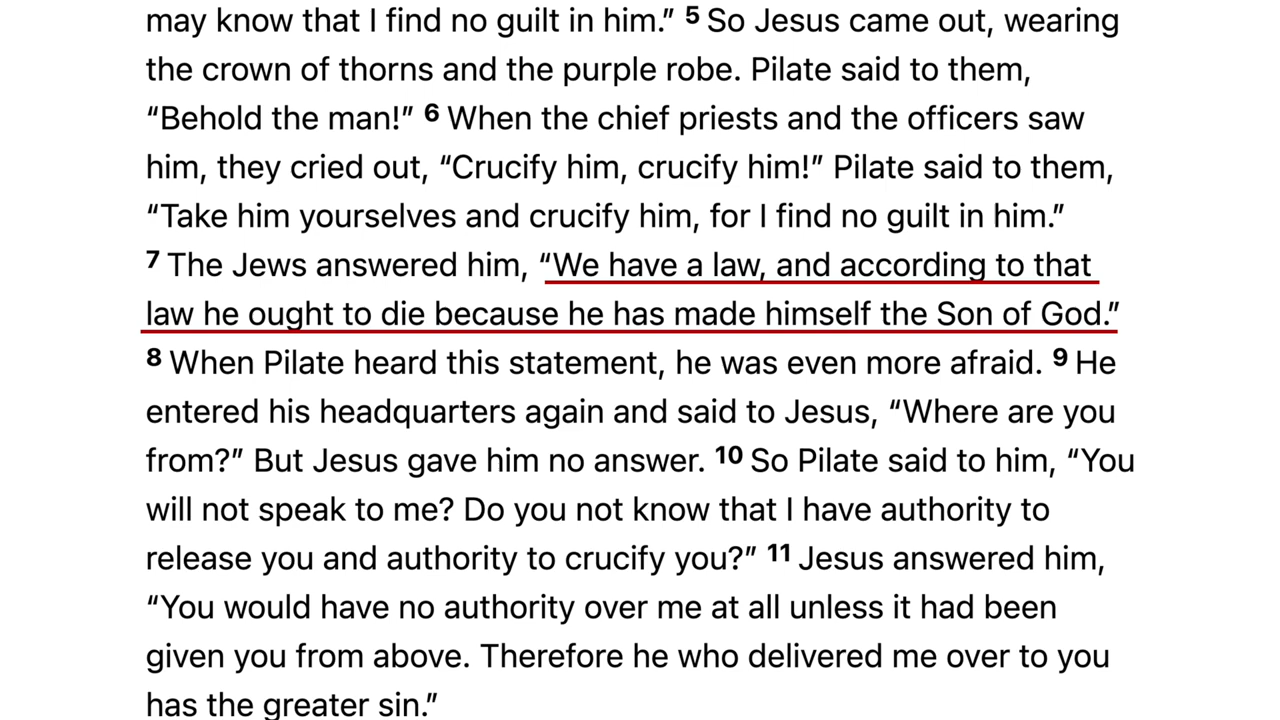 may know that I find no guilt in him.” 5 So Jesus came out, wearing
the crown of thorns and the purple robe. Pilate said to them,
“Behold the man!” 6 When the chief priests and the officers saw
him, they cried out, “Crucify him, crucify him!” Pilate said to them,
“Take him yourselves and crucify him, for I find no guilt in him.”
7 The Jews answered him, “We have a law, and according to that
law he ought to die because he has made himself the Son of God.”
8 When Pilate heard this statement, he was even more afraid. 9 He
entered his headquarters again and said to Jesus, “Where are you
from?” But Jesus gave him no answer. 10 So Pilate said to him, “You
will not speak to me? Do you not know that I have authority to
release you and authority to crucify you?” 11 Jesus answered him,
“You would have no authority over me at all unless it had been
given you from above. Therefore he who delivered me over to you
has the greater sin.”